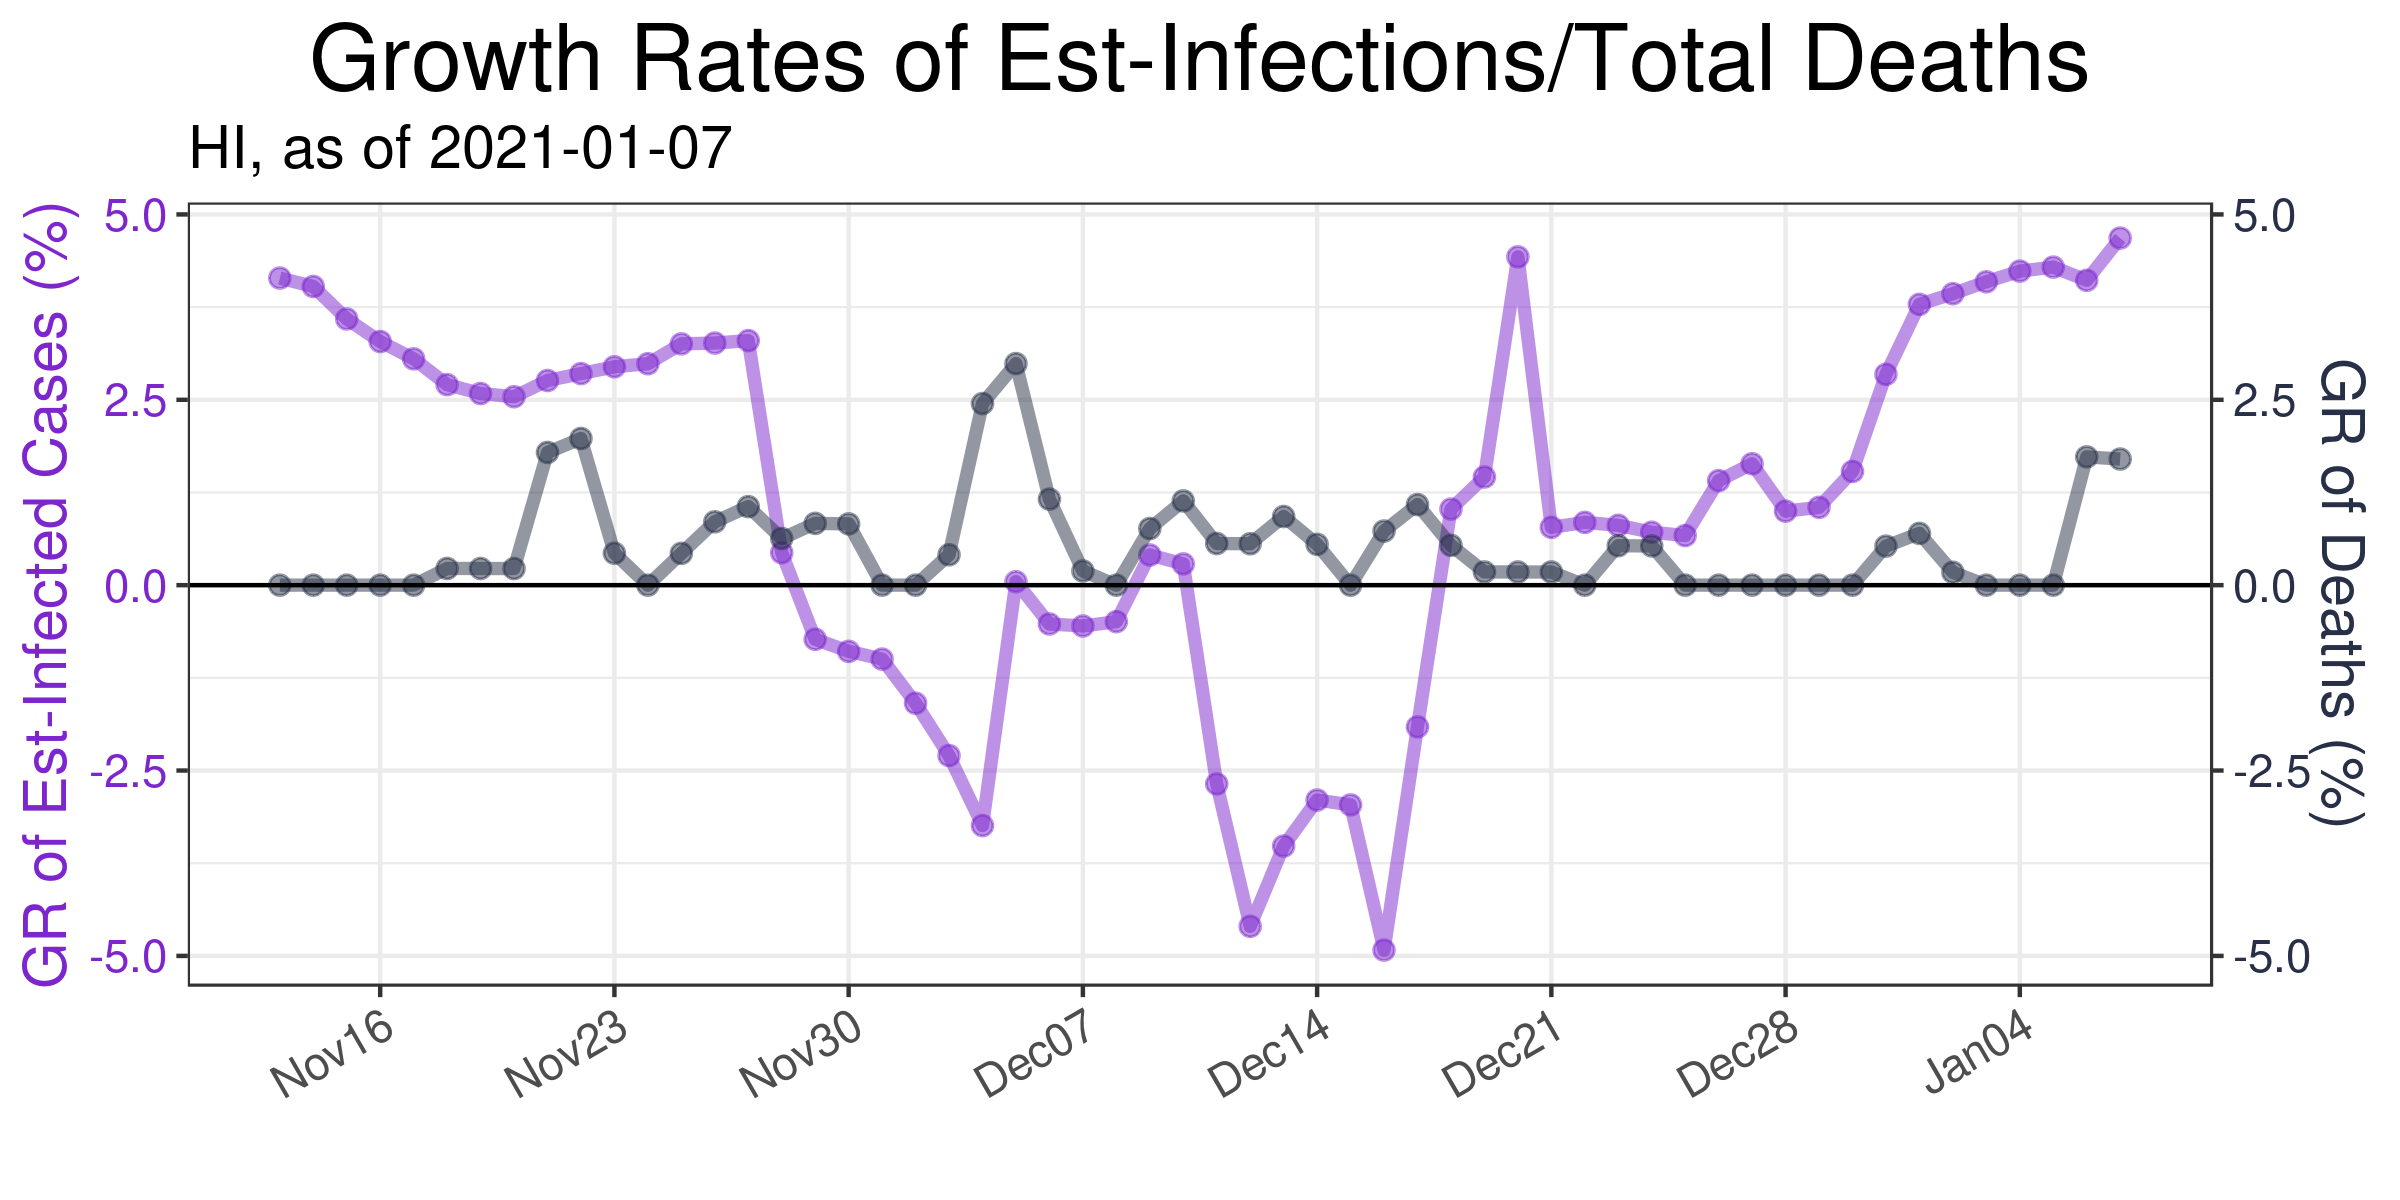 Growth Rates of Est-Infections/Total Deaths
HI, as of 2021-01-07
GR of Est-Infected Cases (%)
5.0
2.5
0.0
-2.5
-5.0
5.0
2.5
0.0
-2.5
-5.0
GR of Deaths (%)
Nov16
Nov23
Nov30
Dec07
Dec14
Dec21
Dec28
Jan04